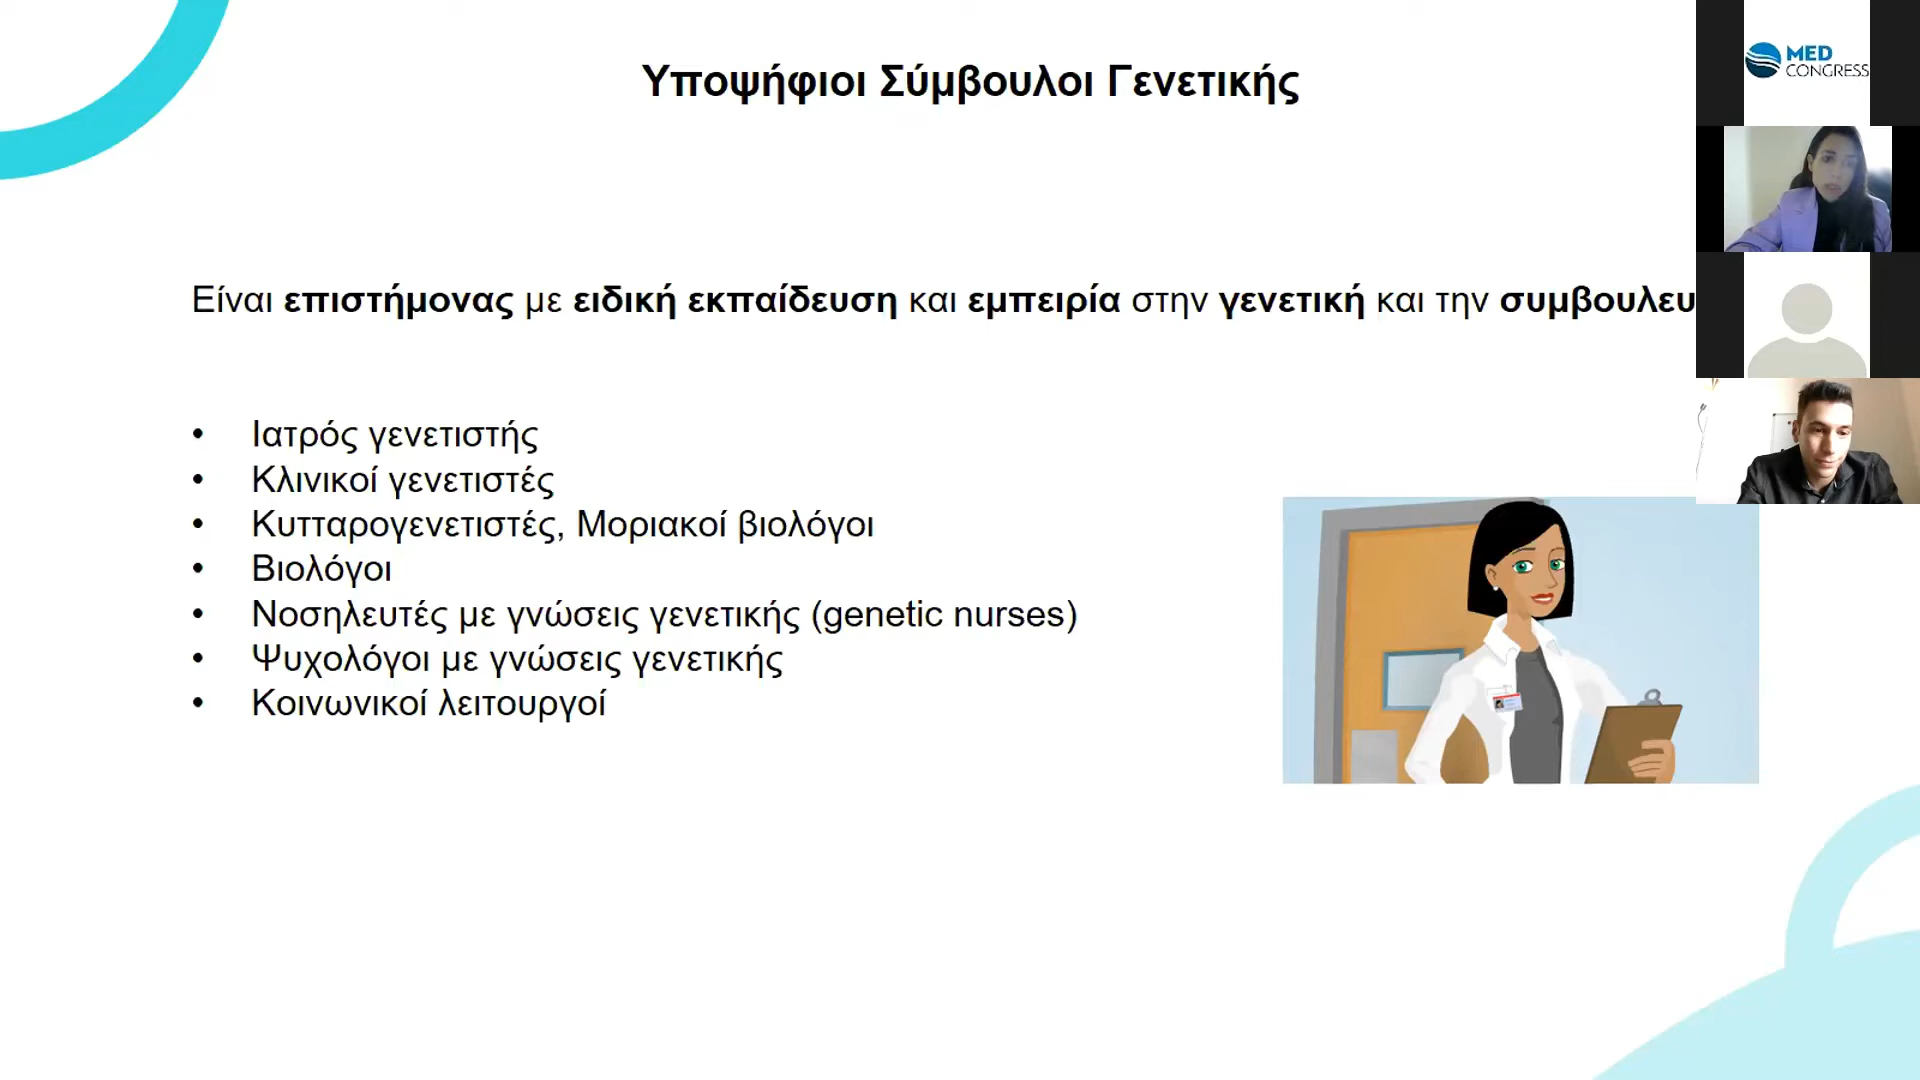 Υποψήφιοι Σύμβουλοι Γενετικής
MED
CONGRESS
Είναι επιστήμονας με ειδική εκπαίδευση και εμπειρία στην γενετική και την συμβουλευ
• Ιατρός γενετιστής
• Κλινικοί γενετιστές
• Κυτταρογενετιστές, Μοριακοί βιολόγοι
• Βιολόγοι
• Νοσηλευτές με γνώσεις γενετικής (genetic nurses)
• Ψυχολόγοι με γνώσεις γενετικής
• Κοινωνικοί λειτουργοί